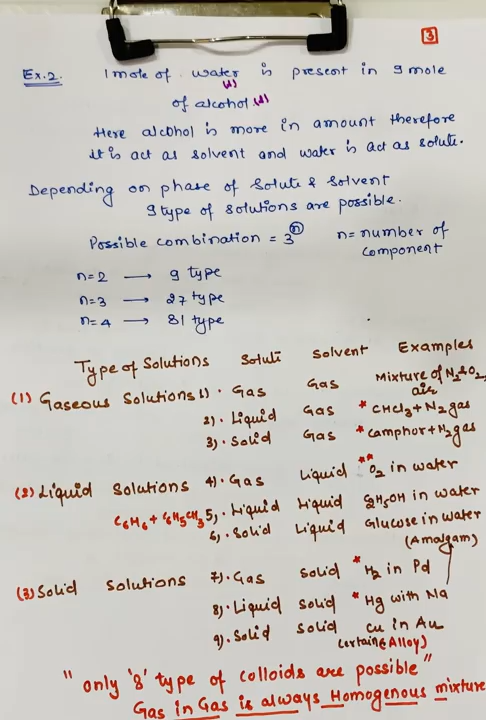 3
Ex.2. 1 mole of water is present in 9 mole
(l)
of alcohol (l)
Here alcohol is more in amount therefore
it is act as solvent and water is act as solute.
Depending on phase of solute & solvent
9 type of solutions are possible.
Possible combination = 3ⁿ n = number of component
n=2 → 9 type
n=3 → 27 type
n=4 → 81 type
Type of Solutions Solute Solvent Examples
(1) Gaseous Solutions 1) · Gas Gas Mixture of N₂ & O₂, air
2) · Liquid Gas *CHCl₃ + N₂ gas
3) · Solid Gas *camphor + N₂ gas
(2) Liquid Solutions 4) · Gas Liquid **O₂ in water
C₆H₆ + C₆H₅CH₃ 5) · Liquid Liquid C₂H₅OH in water
6) · Solid Liquid Glucose in water
(Amalgam)
(3) Solid Solutions 7) · Gas Solid *H₂ in Pd
8) · Liquid Solid *Hg with Na
9) · Solid Solid Cu in Au
certain (Alloy)
"only '8' type of colloids are possible"
Gas in Gas is always Homogenous mixture